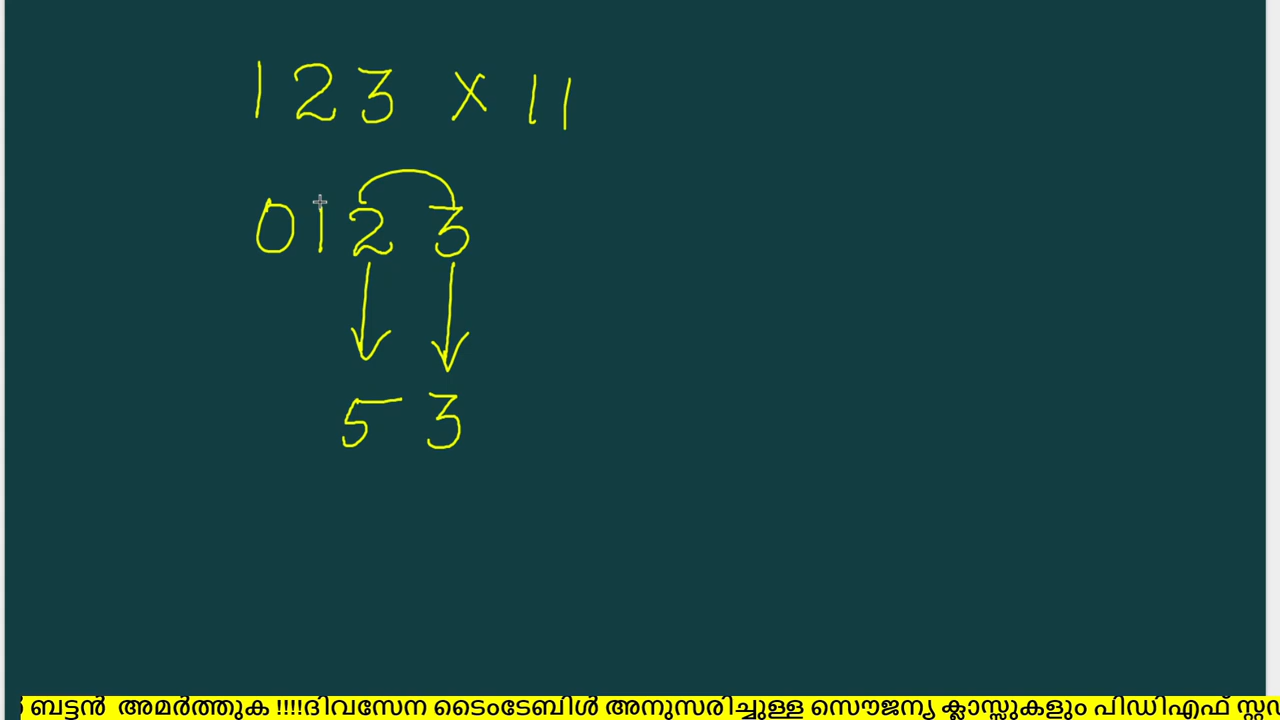 123 × 11
0123
53
ബട്ടൻ അമർത്തുക !!!!ദിവസേന ടൈംടേബിൾ അനുസരിച്ചുള്ള സൌജന്യ ക്ലാസ്സുകളും പിഡിഎഫ്